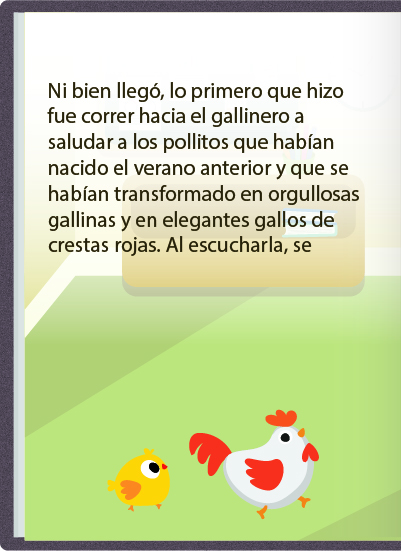 Ni bien llegó, lo primero que hizo
fue correr hacia el gallinero a
saludar a los pollitos que habían
nacido el verano anterior y que se
habían transformado en orgullosas
gallinas y en elegantes gallos de
crestas rojas. Al escucharla, se